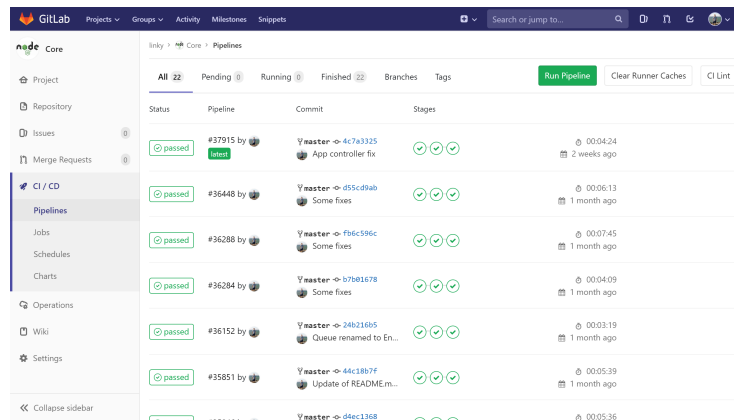 GitLab Projects Groups Activity Milestones Snippets Search or jump to...
node Core
linky > Core > Pipelines
All 22 Pending 0 Running 0 Finished 22 Branches Tags Run Pipeline Clear Runner Caches CI Lint
Project
Repository
Issues 0
Merge Requests 0
CI / CD
Pipelines
Jobs
Schedules
Charts
Operations
Wiki
Settings
Collapse sidebar
Status Pipeline Commit Stages
passed #37915 by latest master 4c7a3325 App controller fix 00:04:24 2 weeks ago
passed #36448 by master d55cd9ab Some fixes 00:06:13 1 month ago
passed #36288 by master fb6c596c Some fixes 00:07:45 1 month ago
passed #36284 by master b7b01678 Some fixes 00:04:09 1 month ago
passed #36152 by master 24b216b5 Queue renamed to En... 00:03:19 1 month ago
passed #35851 by master 44c18b7f Update of README.m... 00:05:39 1 month ago
master d4ec1368 00:05:36